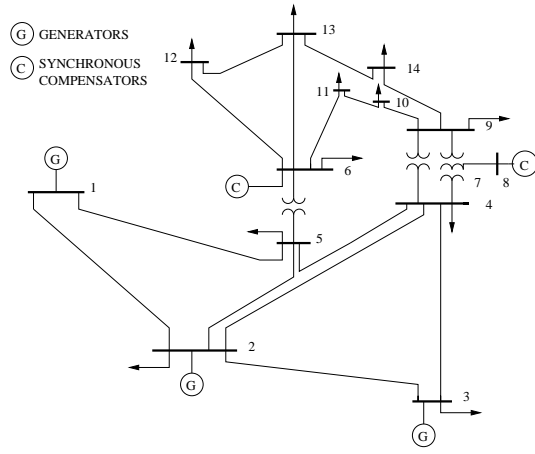 G GENERATORS
C SYNCHRONOUS
COMPENSATORS
13
12
14
11
10
9
C
6
7
8
C
G
1
4
5
2
G
3
G